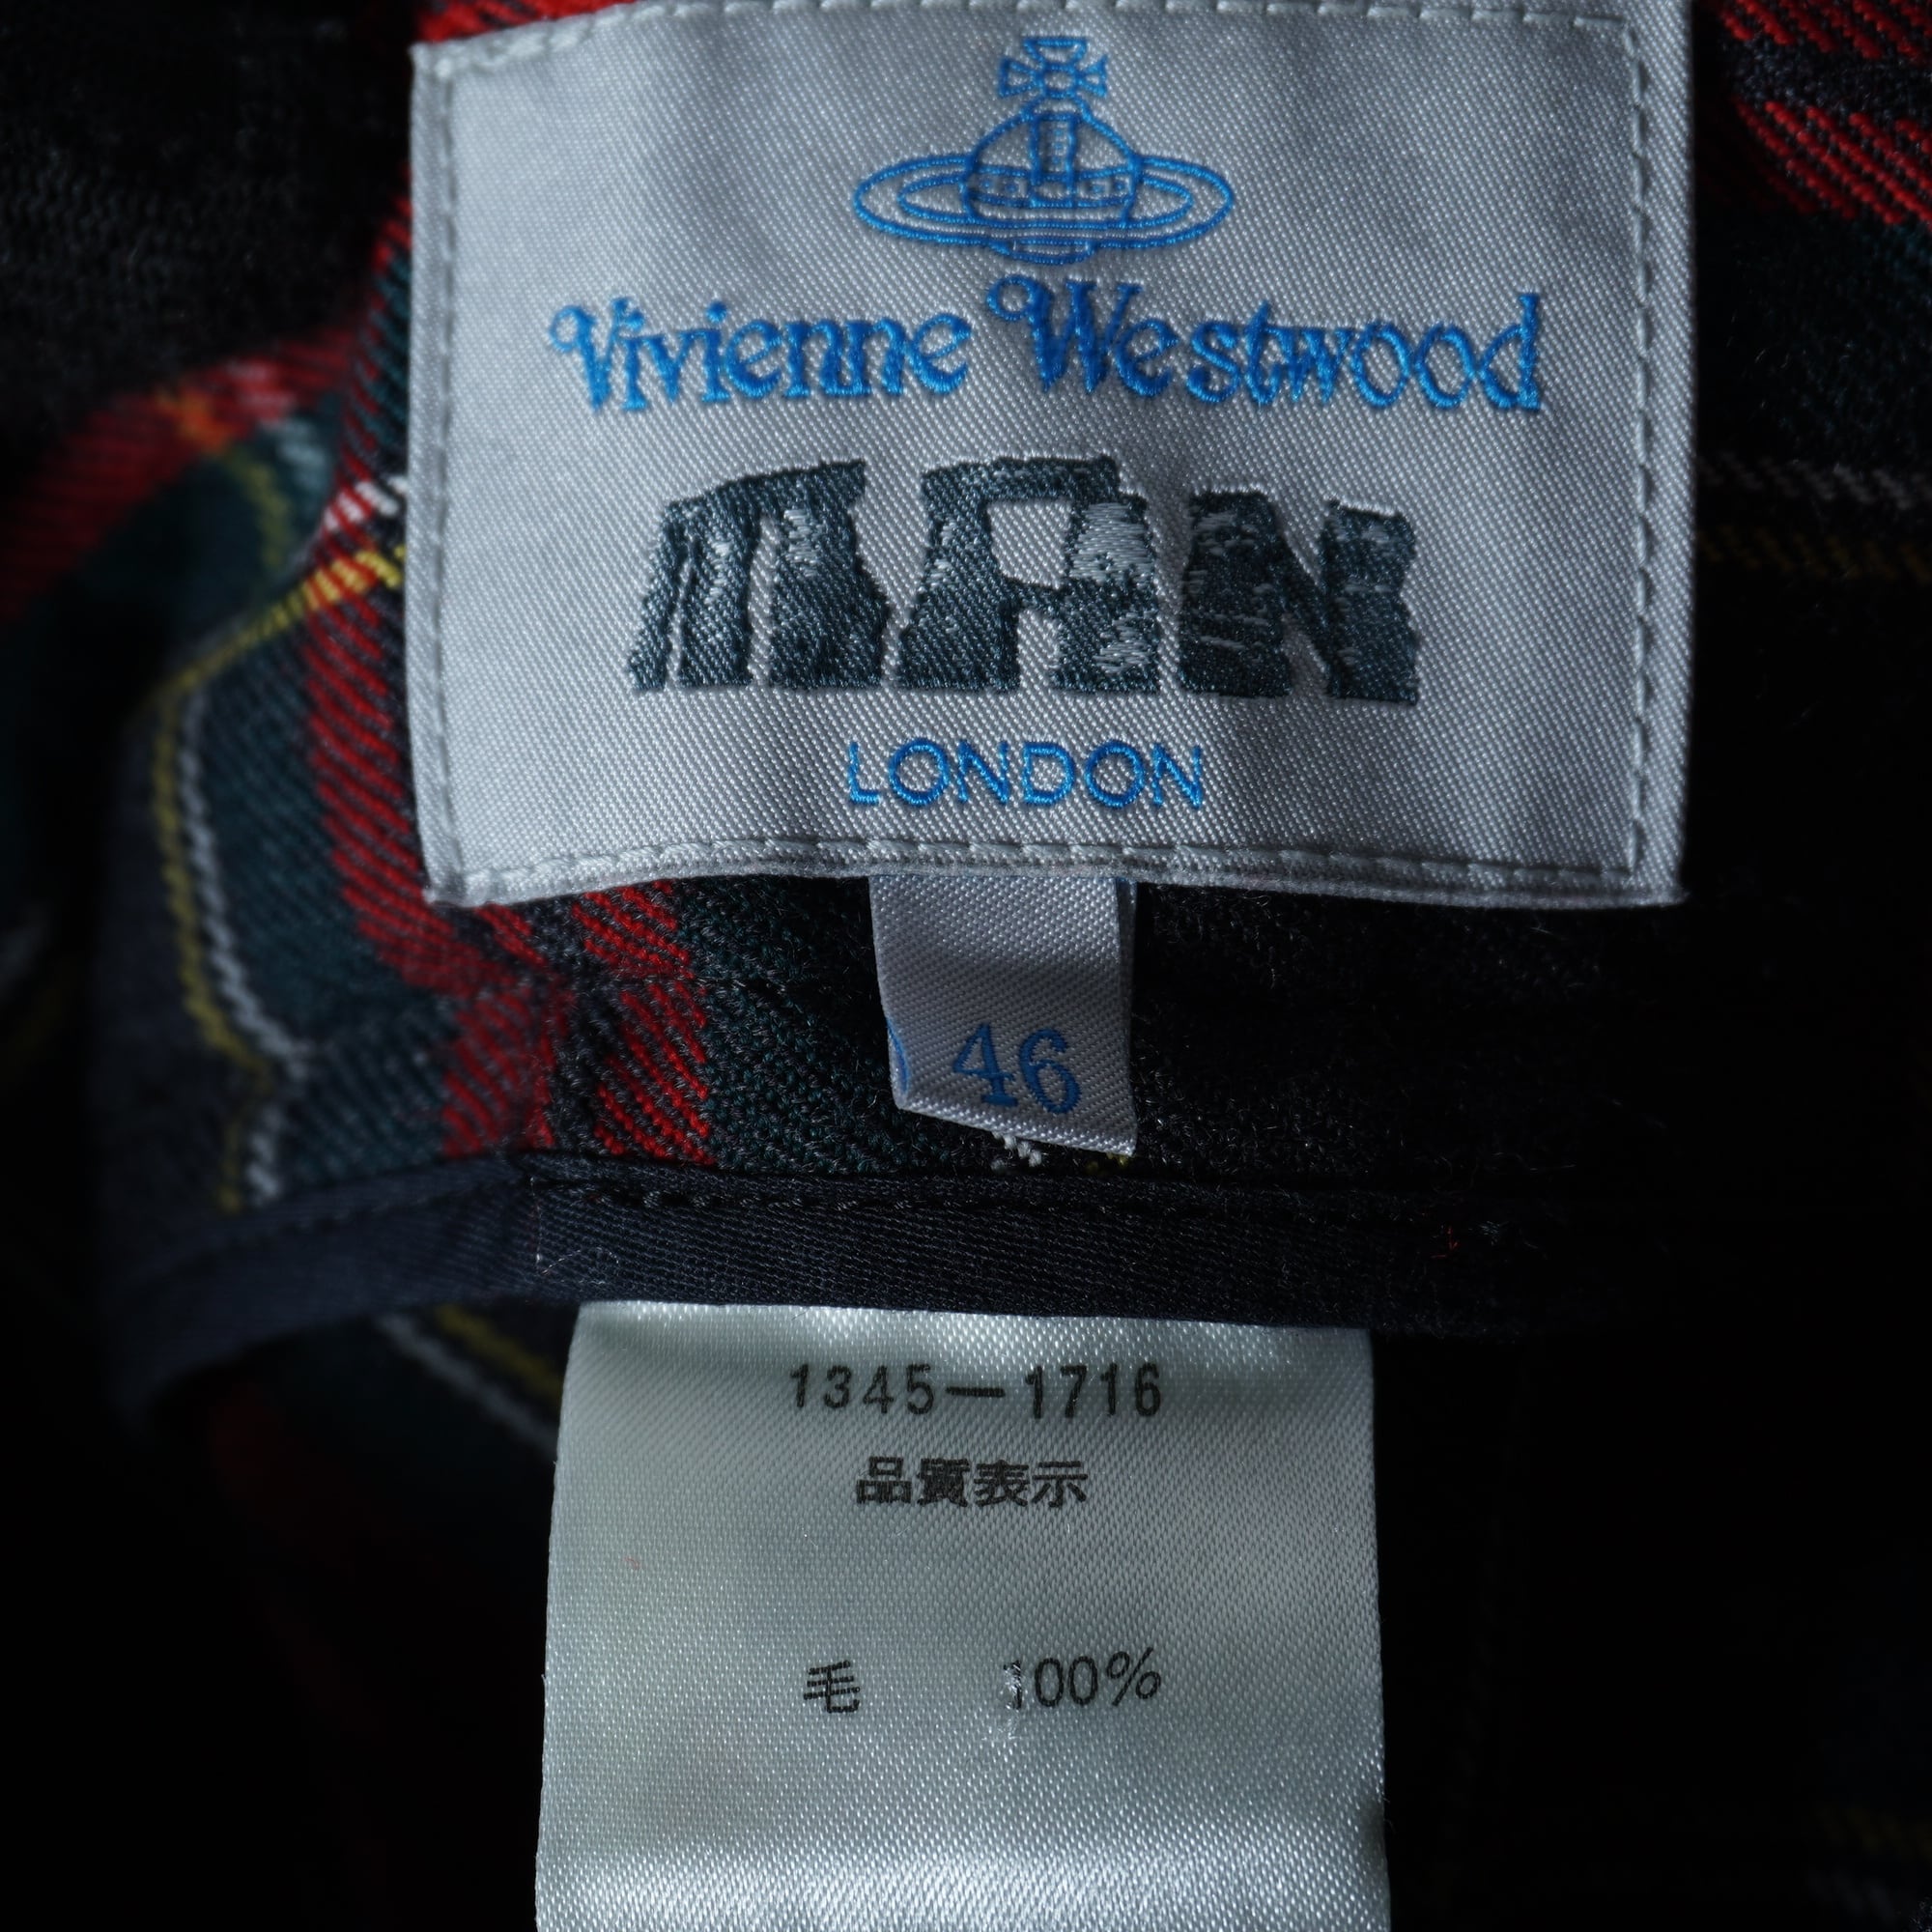 Vivienne Westwood
MAN
LONDON
46
1345—1716
品質表示
毛 100%